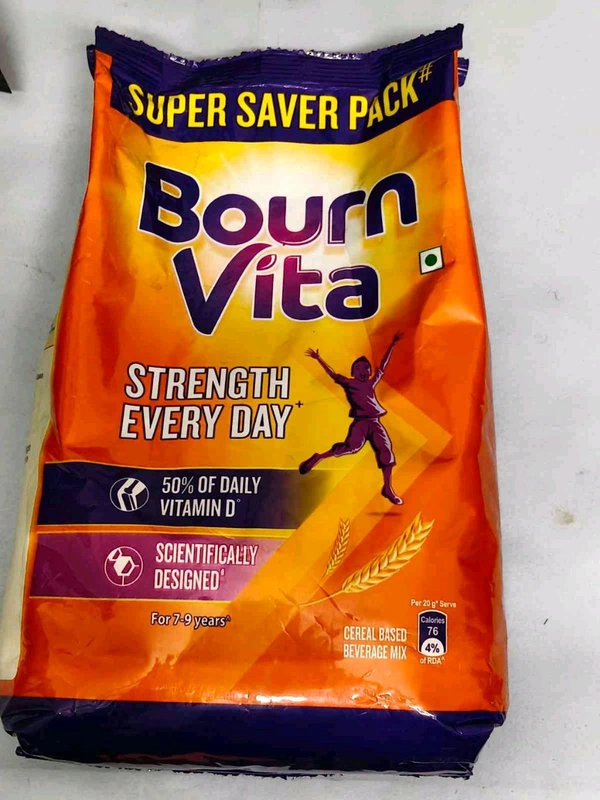 SUPER SAVER PACK#
Bourn
Vita
STRENGTH
EVERY DAY+
50% OF DAILY
VITAMIN D°
SCIENTIFICALLY
DESIGNED
For 7-9 years^
Per 20 g* Serve
Calories
76
4%
of RDA^
CEREAL BASED
BEVERAGE MIX